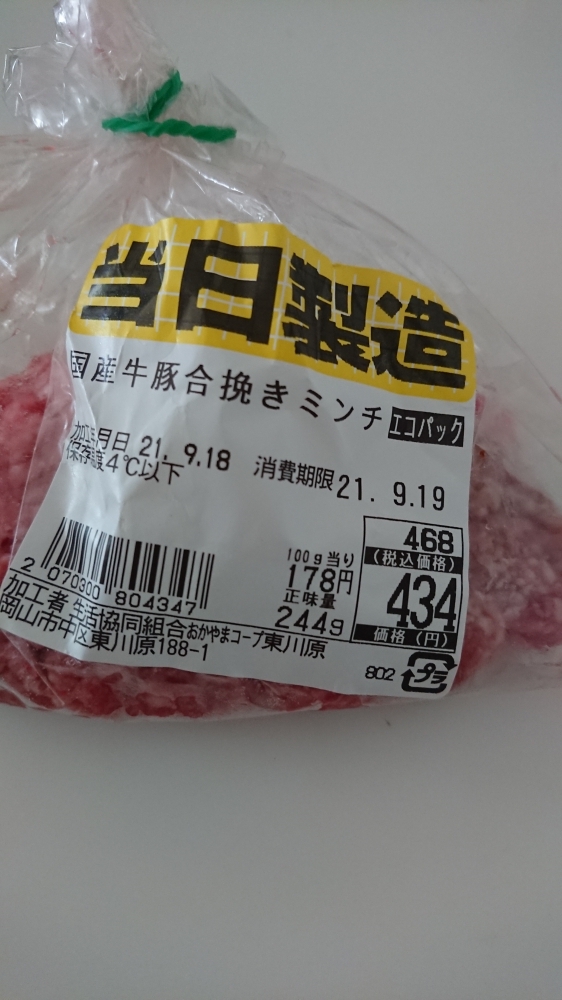 当日製造
国産牛豚合挽きミンチ エコパック
加工年月日 21. 9.18 消費期限 21. 9.19
保存温度4℃以下
468
(税込価格)
100g当り
178円
434
正味量
244g
価格(円)
2 070800 804347
加工者 生活協同組合おかやまコープ東川原
岡山市中区東川原188-1
802 プラ